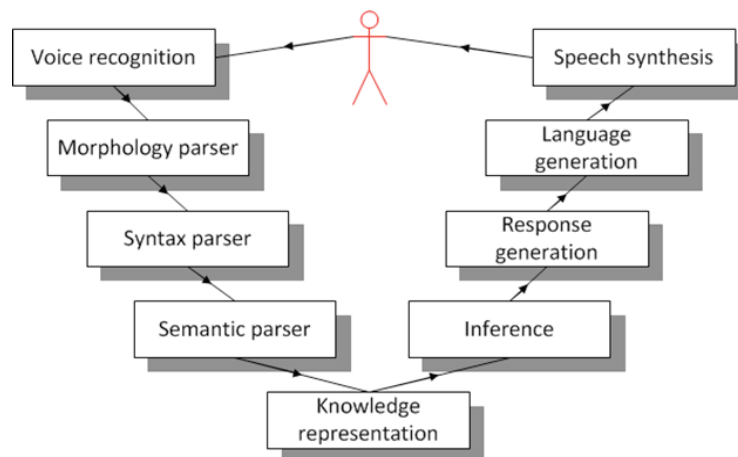 Voice recognition
Speech synthesis
Morphology parser
Language
generation
Syntax parser
Response
generation
Semantic parser
Inference
Knowledge
representation